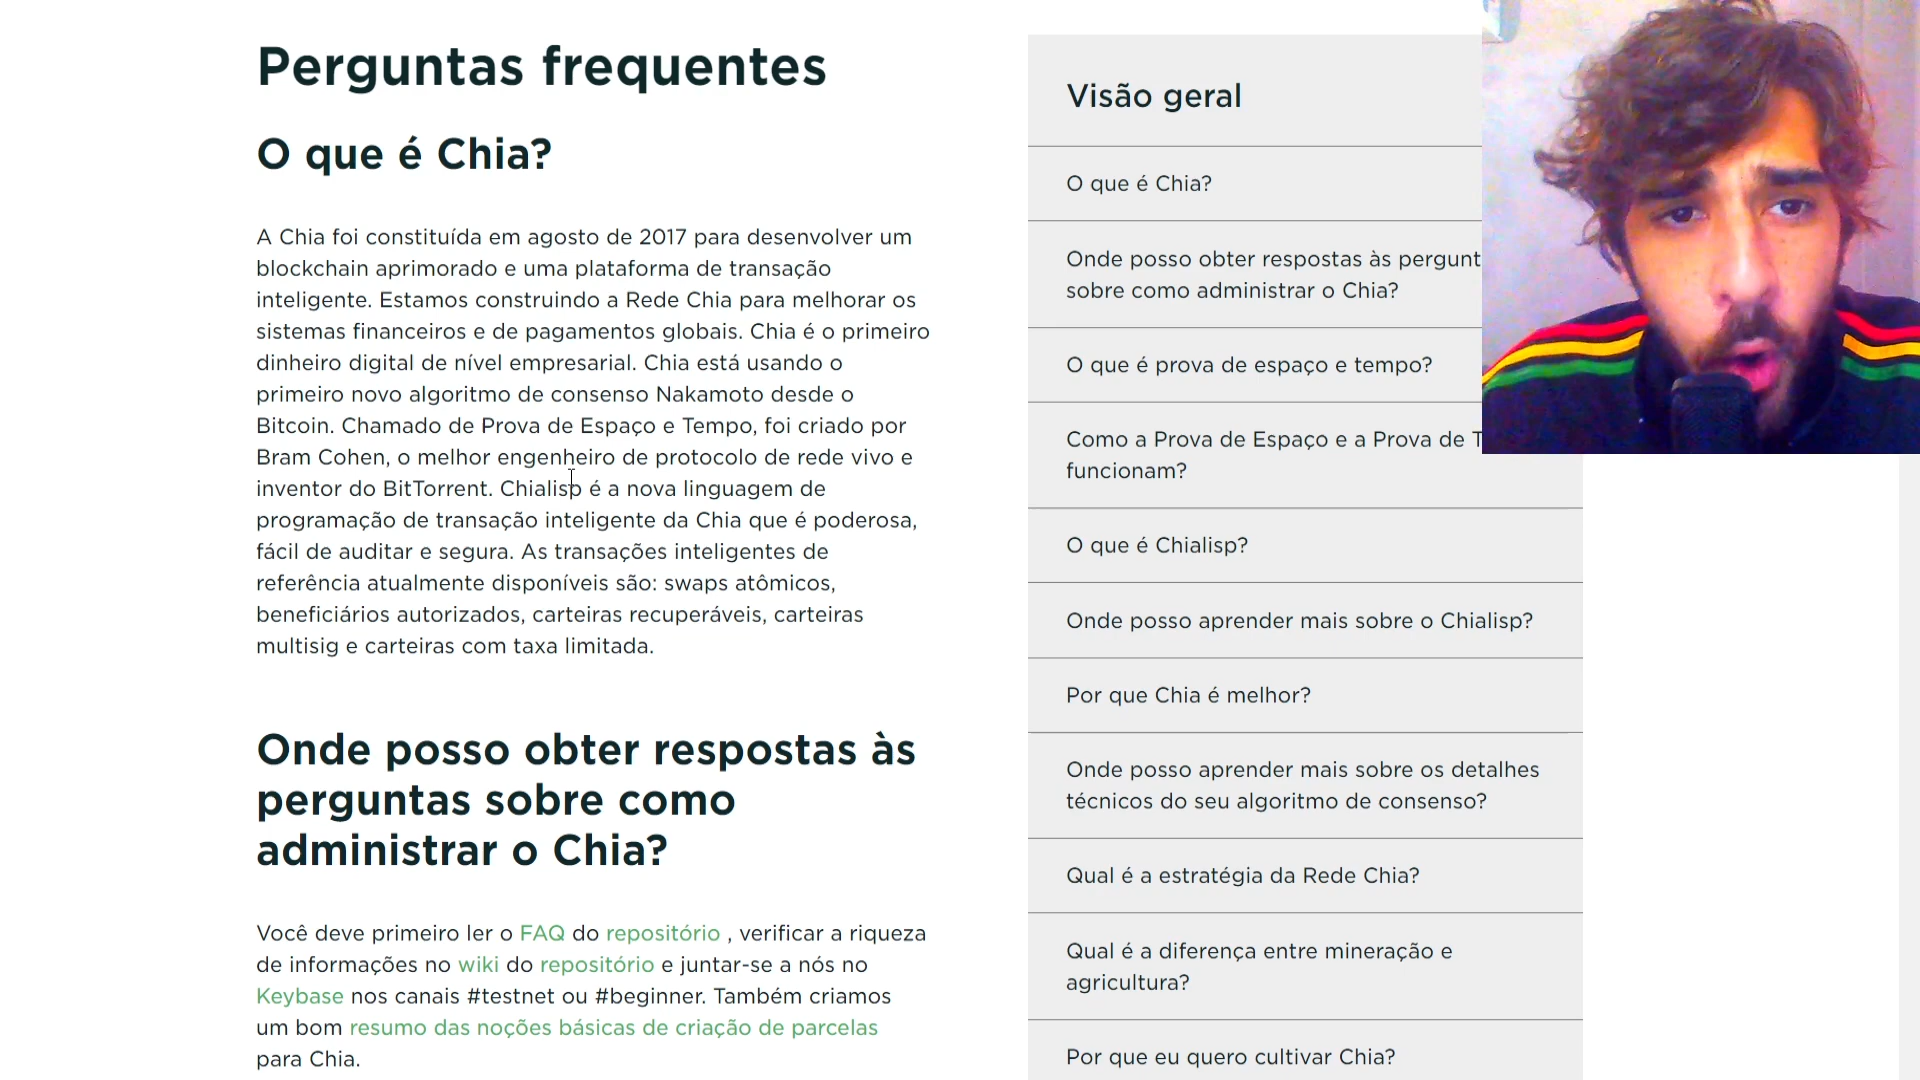 Perguntas frequentes
O que é Chia?
A Chia foi constituída em agosto de 2017 para desenvolver um
blockchain aprimorado e uma plataforma de transação
inteligente. Estamos construindo a Rede Chia para melhorar os
sistemas financeiros e de pagamentos globais. Chia é o primeiro
dinheiro digital de nível empresarial. Chia está usando o
primeiro novo algoritmo de consenso Nakamoto desde o
Bitcoin. Chamado de Prova de Espaço e Tempo, foi criado por
Bram Cohen, o melhor engenheiro de protocolo de rede vivo e
inventor do BitTorrent. Chialisp é a nova linguagem de
programação de transação inteligente da Chia que é poderosa,
fácil de auditar e segura. As transações inteligentes de
referência atualmente disponíveis são: swaps atômicos,
beneficiários autorizados, carteiras recuperáveis, carteiras
multisig e carteiras com taxa limitada.
Onde posso obter respostas às
perguntas sobre como
administrar o Chia?
Você deve primeiro ler o FAQ do repositório , verificar a riqueza
de informações no wiki do repositório e juntar-se a nós no
Keybase nos canais #testnet ou #beginner. Também criamos
um bom resumo das noções básicas de criação de parcelas
para Chia.
Visão geral
O que é Chia?
Onde posso obter respostas às pergunt
sobre como administrar o Chia?
O que é prova de espaço e tempo?
Como a Prova de Espaço e a Prova de T
funcionam?
O que é Chialisp?
Onde posso aprender mais sobre o Chialisp?
Por que Chia é melhor?
Onde posso aprender mais sobre os detalhes
técnicos do seu algoritmo de consenso?
Qual é a estratégia da Rede Chia?
Qual é a diferença entre mineração e
agricultura?
Por que eu quero cultivar Chia?